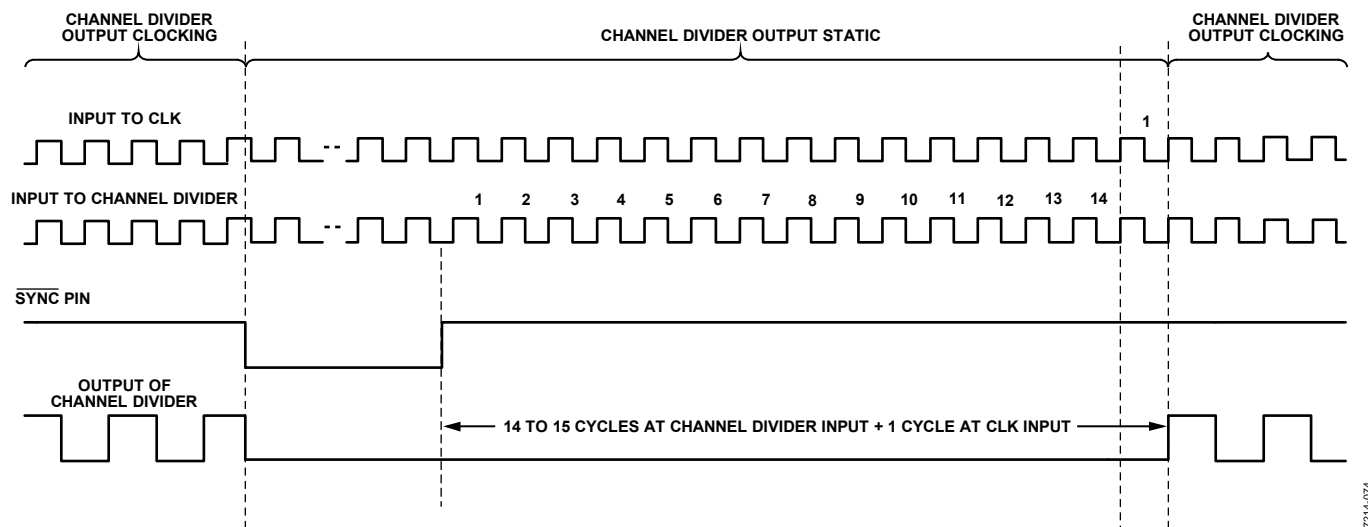 CHANNEL DIVIDER
OUTPUT CLOCKING
CHANNEL DIVIDER OUTPUT STATIC
CHANNEL DIVIDER
OUTPUT CLOCKING
INPUT TO CLK
1
INPUT TO CHANNEL DIVIDER
1 2 3 4 5 6 7 8 9 10 11 12 13 14
SYNC PIN
OUTPUT OF
CHANNEL DIVIDER
14 TO 15 CYCLES AT CHANNEL DIVIDER INPUT + 1 CYCLE AT CLK INPUT